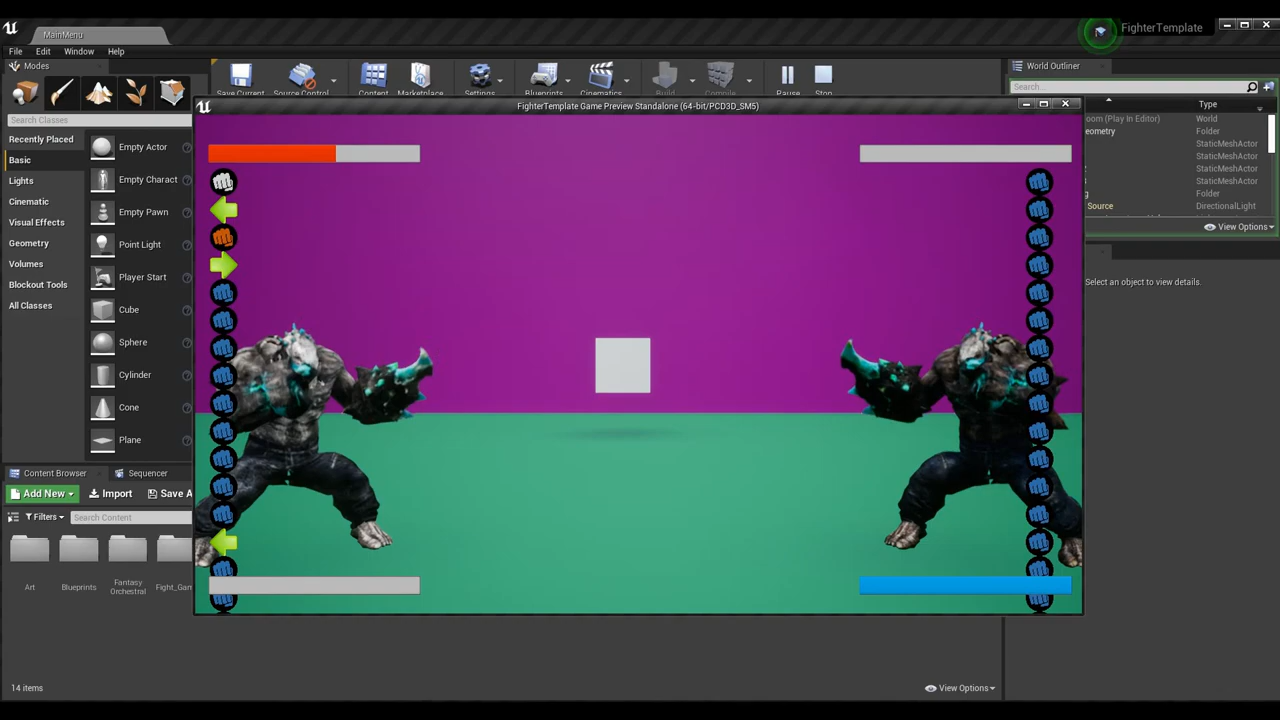 MainMenu
FighterTemplate
File Edit Window Help
Modes
World Outliner
Save Current Source Control Content Marketplace Settings Blueprints Cinematics Build Compile Pause Stop
Search Classes
Search...
FighterTemplate Game Preview Standalone (64-bit/PCD3D_SM5)
Type
Recently Played
Basic
Lights
Cinematic
Visual Effects
Geometry
Volumes
Blockout Tools
All Classes
Empty Actor
Empty Charact
Empty Pawn
Point Light
Player Start
Cube
Sphere
Cylinder
Cone
Plane
oom (Play In Editor) World
eometry Folder
StaticMeshActor
StaticMeshActor
StaticMeshActor
StaticMeshActor
g Folder
Source DirectionalLight
View Options
Select an object to view details.
Content Browser Sequencer
Add New Import Save A
Filters Search Content
Art
Blueprints
Fantasy
Orchestral
Fight_Gam
14 items
View Options